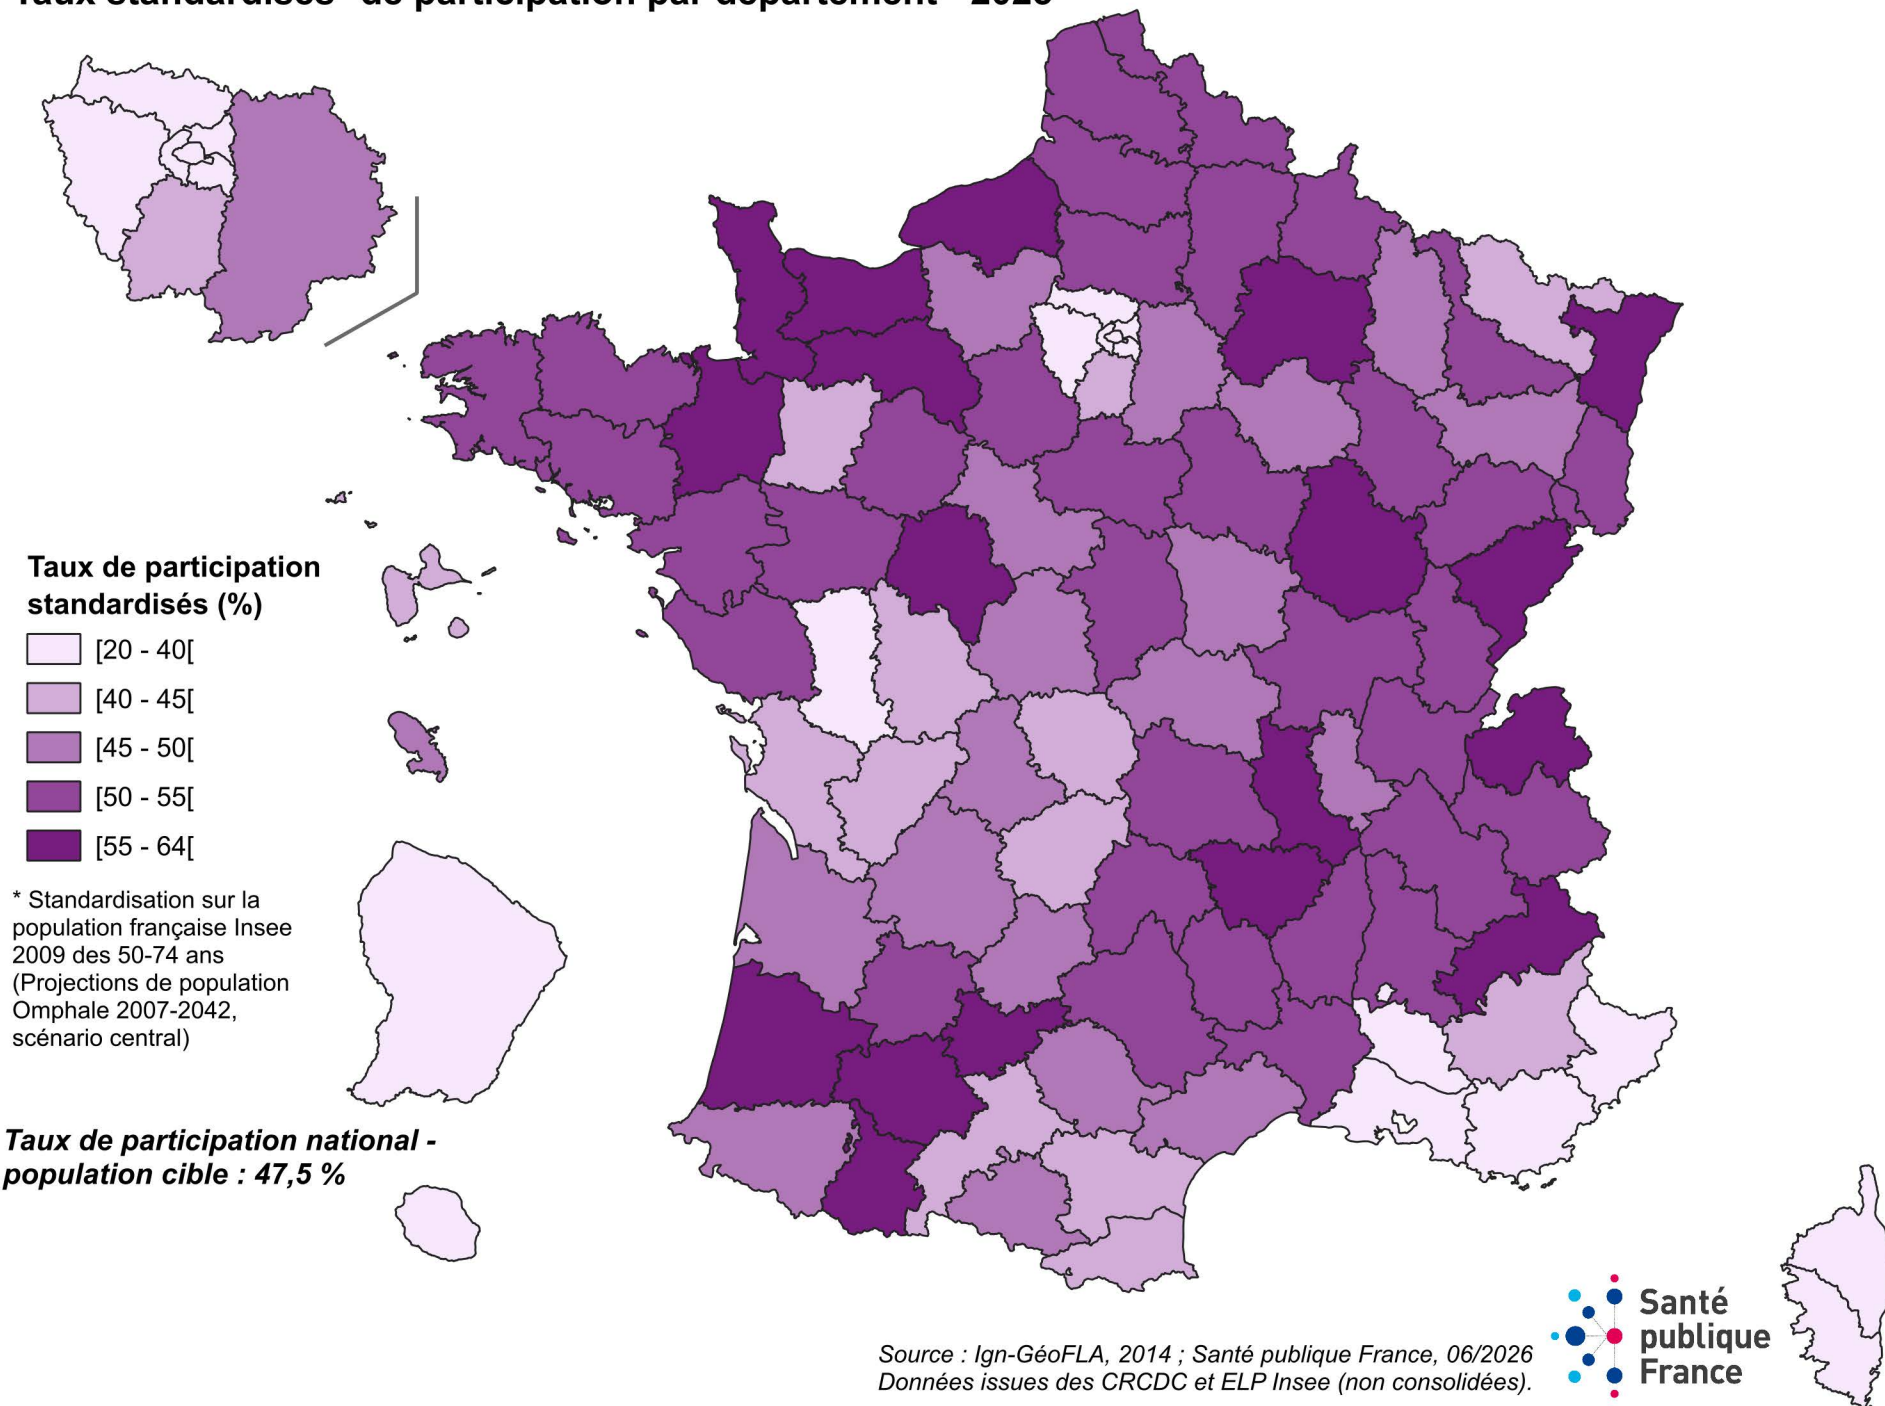 Taux standardisés* de participation par département - 2025
Taux de participation
standardisés (%)
[20 - 40[
[40 - 45[
[45 - 50[
[50 - 55[
[55 - 64[
* Standardisation sur la
population française Insee
2009 des 50-74 ans
(Projections de population
Omphale 2007-2042,
scénario central)
Taux de participation national -
population cible : 47,5 %
Source : Ign-GéoFLA, 2014 ; Santé publique France, 06/2026
Données issues des CRCDC et ELP Insee (non consolidées).
Santé
publique
France